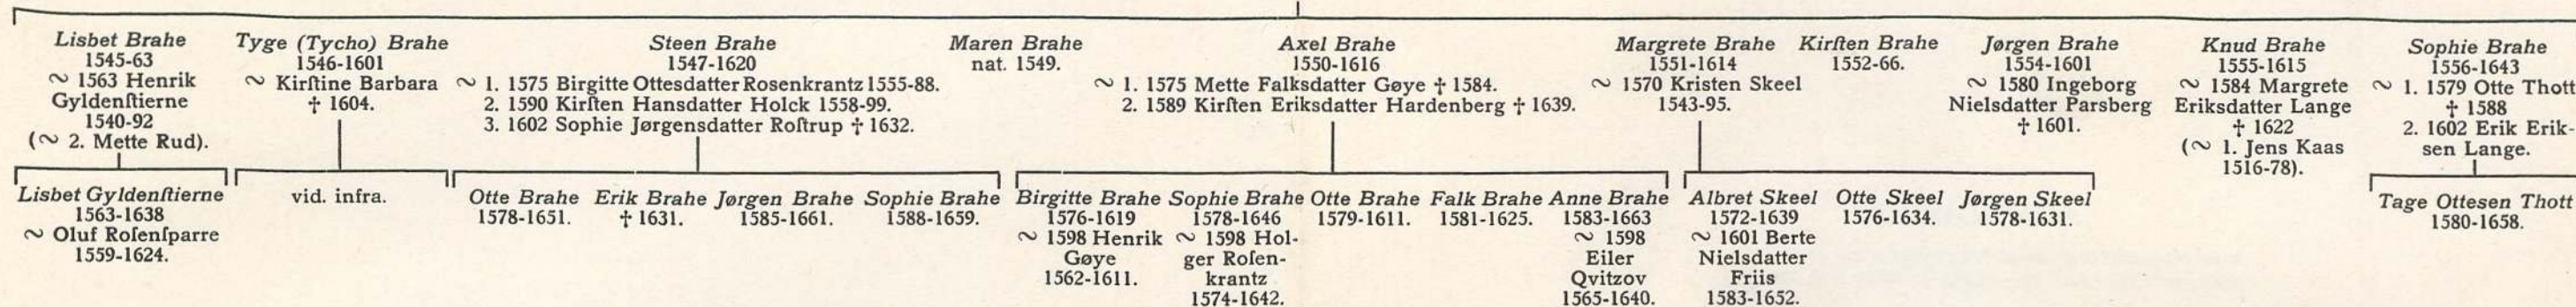 Lisbet Brahe
1545-63
~ 1563 Henrik
Gyldenſtierne
1540-92
(~ 2. Mette Rud).
Tyge (Tycho) Brahe
1546-1601
~ Kirſtine Barbara
† 1604.
Steen Brahe
1547-1620
~ 1. 1575 Birgitte Ottesdatter Rosenkrantz 1555-88.
2. 1590 Kirſten Hansdatter Holck 1558-99.
3. 1602 Sophie Jørgensdatter Roſtrup † 1632.
Maren Brahe
nat. 1549.
Axel Brahe
1550-1616
~ 1. 1575 Mette Falksdatter Gøye † 1584.
2. 1589 Kirſten Eriksdatter Hardenberg † 1639.
Margrete Brahe
1551-1614
~ 1570 Kristen Skeel
1543-95.
Kirſten Brahe
1552-66.
Jørgen Brahe
1554-1601
~ 1580 Ingeborg
Nielsdatter Parsberg
† 1601.
Knud Brahe
1555-1615
~ 1584 Margrete
Eriksdatter Lange
† 1622
(~ 1. Jens Kaas
1516-78).
Sophie Brahe
1556-1643
~ 1. 1579 Otte Thott
† 1588
2. 1602 Erik Erik-
sen Lange.
Lisbet Gyldenſtierne
1563-1638
~ Oluf Roſenſparre
1559-1624.
vid. infra.
Otte Brahe
1578-1651.
Erik Brahe
† 1631.
Jørgen Brahe
1585-1661.
Sophie Brahe
1588-1659.
Birgitte Brahe
1576-1619
~ 1598 Henrik
Gøye
1562-1611.
Sophie Brahe
1578-1646
~ 1598 Hol-
ger Roſen-
krantz
1574-1642.
Otte Brahe
1579-1611.
Falk Brahe
1581-1625.
Anne Brahe
1583-1663
~ 1598
Eiler
Qvitzov
1565-1640.
Albret Skeel
1572-1639
~ 1601 Berte
Nielsdatter
Friis
1583-1652.
Otte Skeel
1576-1634.
Jørgen Skeel
1578-1631.
Tage Ottesen Thott
1580-1658.